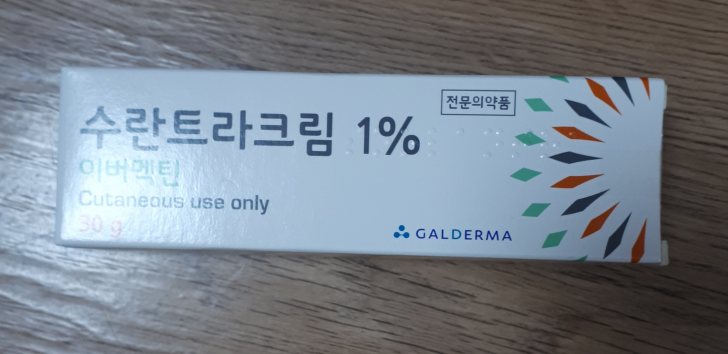 전문의약품
수란트라크림 1%
이버멕틴
Cutaneous use only
30 g
GALDERMA